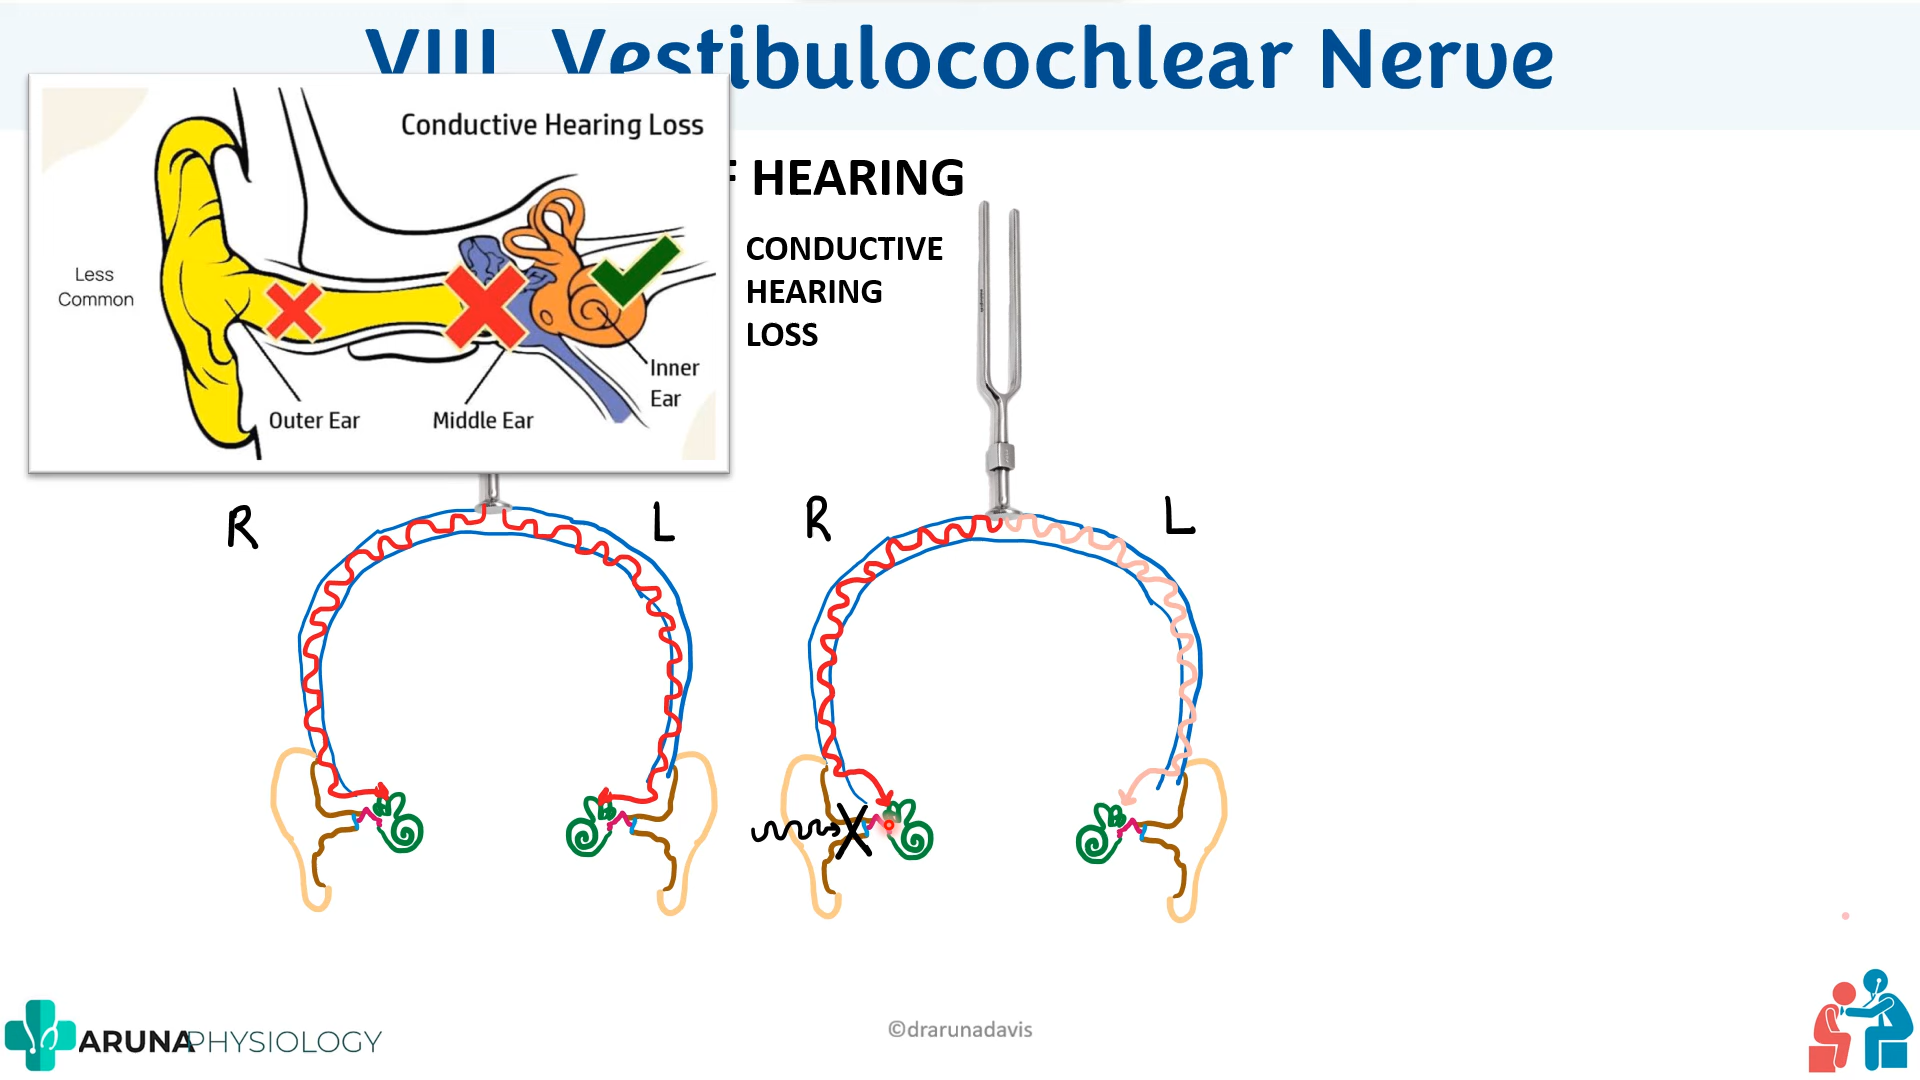 VIII Vestibulocochlear Nerve
Conductive Hearing Loss
Less
Common
Outer Ear
Middle Ear
Inner
Ear
HEARING
CONDUCTIVE
HEARING
LOSS
R
L
R
L
ARUNAPHYSIOLOGY
©drarunadavis